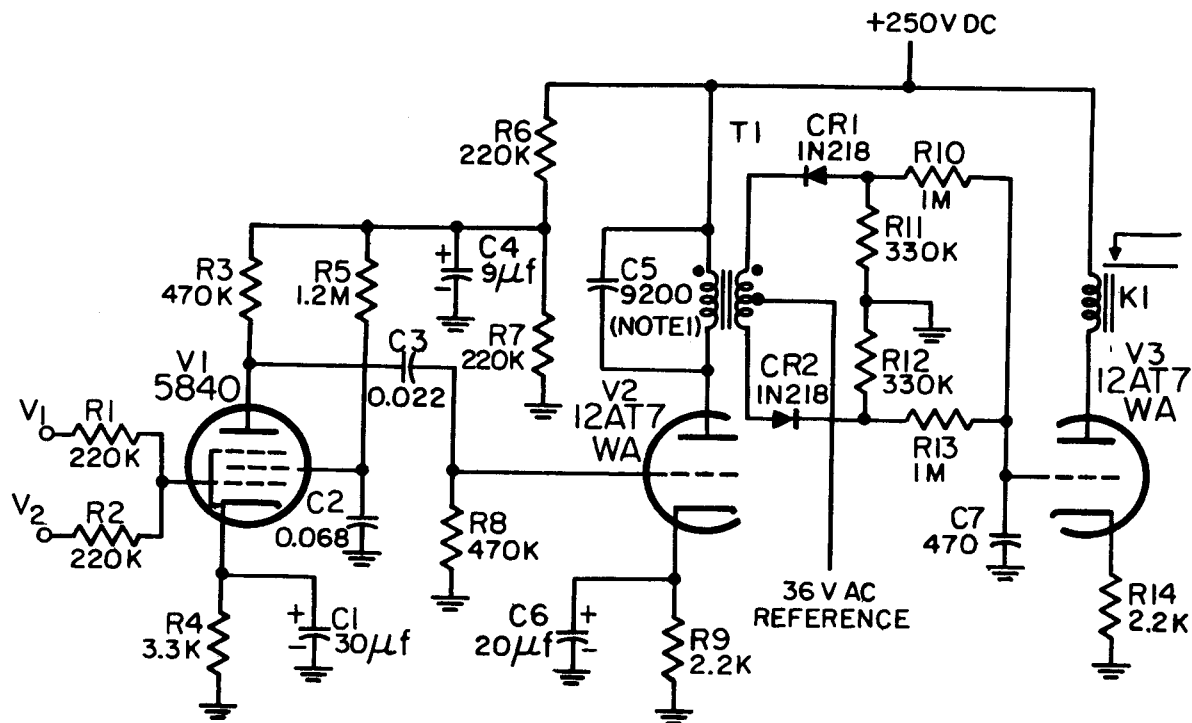 +250V DC
R6
220K
T1
CR1
1N218
R10
1M
R11
330K
R3
470K
R5
1.2M
+
C4
9µf
-
C5
9200
(NOTE1)
K1
V1
5840
C3
0.022
R7
220K
CR2
1N218
R12
330K
V2
12AT7
WA
V3
12AT7
WA
V1
R1
220K
R13
1M
V2
R2
220K
C2
0.068
R8
470K
C7
470
36 V AC
REFERENCE
R4
3.3K
+
C1
30µf
-
C6
20µf
+
-
R9
2.2K
R14
2.2K